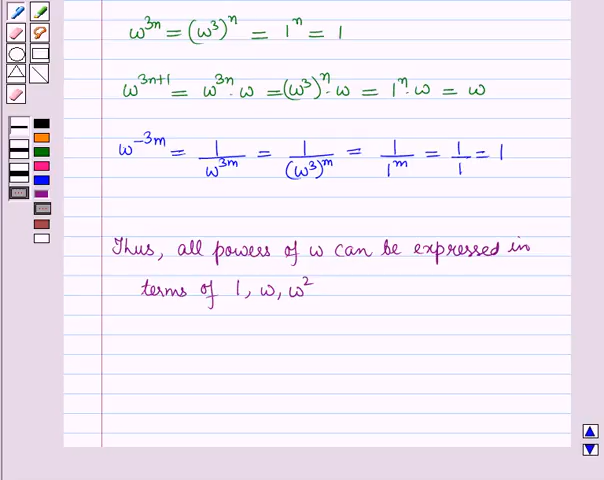 ω³ⁿ = (ω³)ⁿ = 1ⁿ = 1
ω³ⁿ⁺¹ = ω³ⁿ · ω = (ω³)ⁿ · ω = 1ⁿ · ω = ω
ω⁻³ᵐ = 1/ω³ᵐ = 1/(ω³)ᵐ = 1/1ᵐ = 1/1 = 1
Thus, all powers of ω can be expressed in
terms of 1, ω, ω²